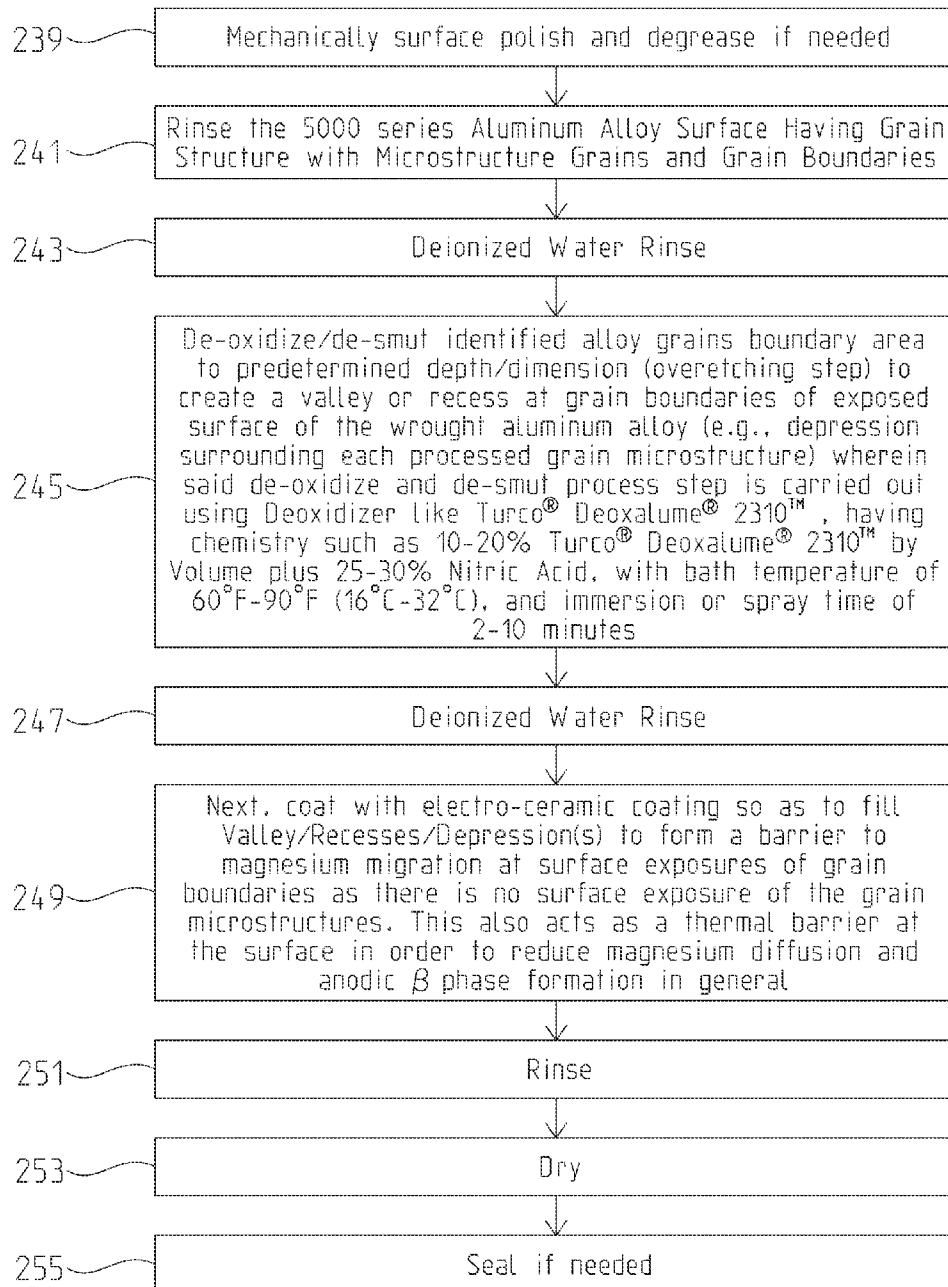 239
Mechanically surface polish and degrease if needed
241
Rinse the 5000 series Aluminum Alloy Surface Having Grain
Structure with Microstructure Grains and Grain Boundaries
243
Deionized Water Rinse
245
De-oxidize/de-smut identified alloy grains boundary area
to predetermined depth/dimension (overetching step) to
create a valley or recess at grain boundaries of exposed
surface of the wrought aluminum alloy (e.g., depression
surrounding each processed grain microstructure) wherein
said de-oxidize and de-smut process step is carried out
using Deoxidizer like Turco® Deoxalume® 2310™ , having
chemistry such as 10-20% Turco® Deoxalume® 2310™ by
Volume plus 25-30% Nitric Acid, with bath temperature of
60°F-90°F (16°C-32°C), and immersion or spray time of
2-10 minutes
247
Deionized Water Rinse
249
Next, coat with electro-ceramic coating so as to fill
Valley/Recesses/Depression(s) to form a barrier to
magnesium migration at surface exposures of grain
boundaries as there is no surface exposure of the grain
microstructures. This also acts as a thermal barrier at
the surface in order to reduce magnesium diffusion and
anodic β phase formation in general
251
Rinse
253
Dry
255
Seal if needed